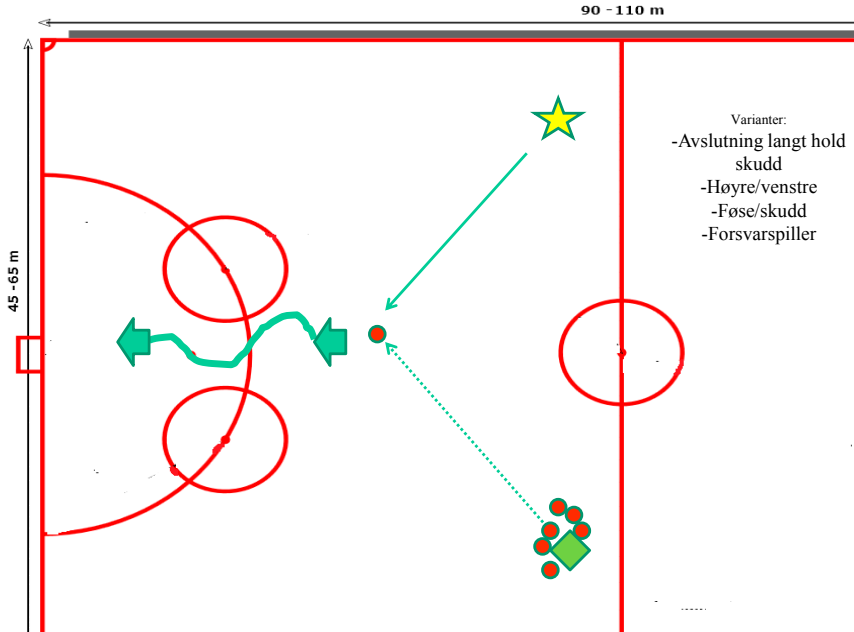 90 -110 m
45 -65 m
Varianter:
-Avslutning langt hold
skudd
-Høyre/venstre
-Føse/skudd
-Forsvarspiller